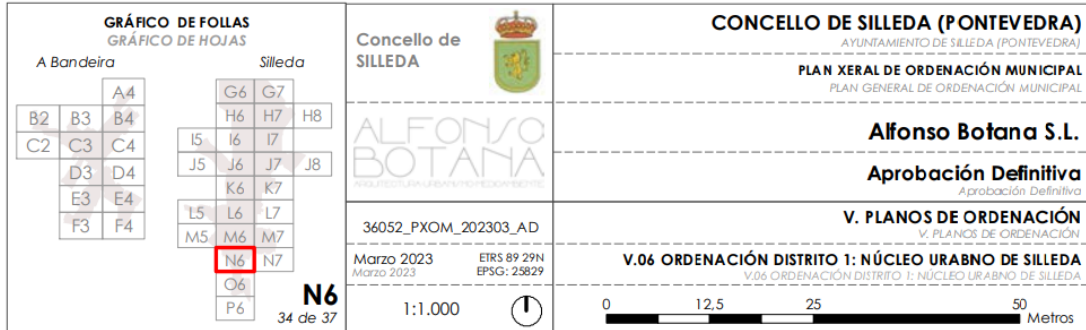 GRÁFICO DE FOLLAS
GRÁFICO DE HOJAS
A Bandeira
Silleda
A4
B2 B3 B4
C2 C3 C4
D3 D4
E3 E4
F3 F4
G6 G7
H6 H7 H8
I5 I6 I7
J5 J6 J7 J8
K6 K7
L5 L6 L7
M5 M6 M7
N6 N7
O6
P6
N6
34 de 37
Concello de
SILLEDA
ALFONSO
BOTANA
ARQUITECTURA·URBANISMO·MEDIOAMBIENTE
36052_PXOM_202303_AD
Marzo 2023
Marzo 2023
ETRS 89 29N
EPSG: 25829
1:1.000
CONCELLO DE SILLEDA (PONTEVEDRA)
AYUNTAMIENTO DE SILLEDA (PONTEVEDRA)
PLAN XERAL DE ORDENACIÓN MUNICIPAL
PLAN GENERAL DE ORDENACIÓN MUNICIPAL
Alfonso Botana S.L.
Aprobación Definitiva
Aprobación Definitiva
V. PLANOS DE ORDENACIÓN
V. PLANOS DE ORDENACIÓN
V.06 ORDENACIÓN DISTRITO 1: NÚCLEO URABNO DE SILLEDA
V.06 ORDENACIÓN DISTRITO 1: NÚCLEO URABNO DE SILLEDA
0 12,5 25 50
Metros